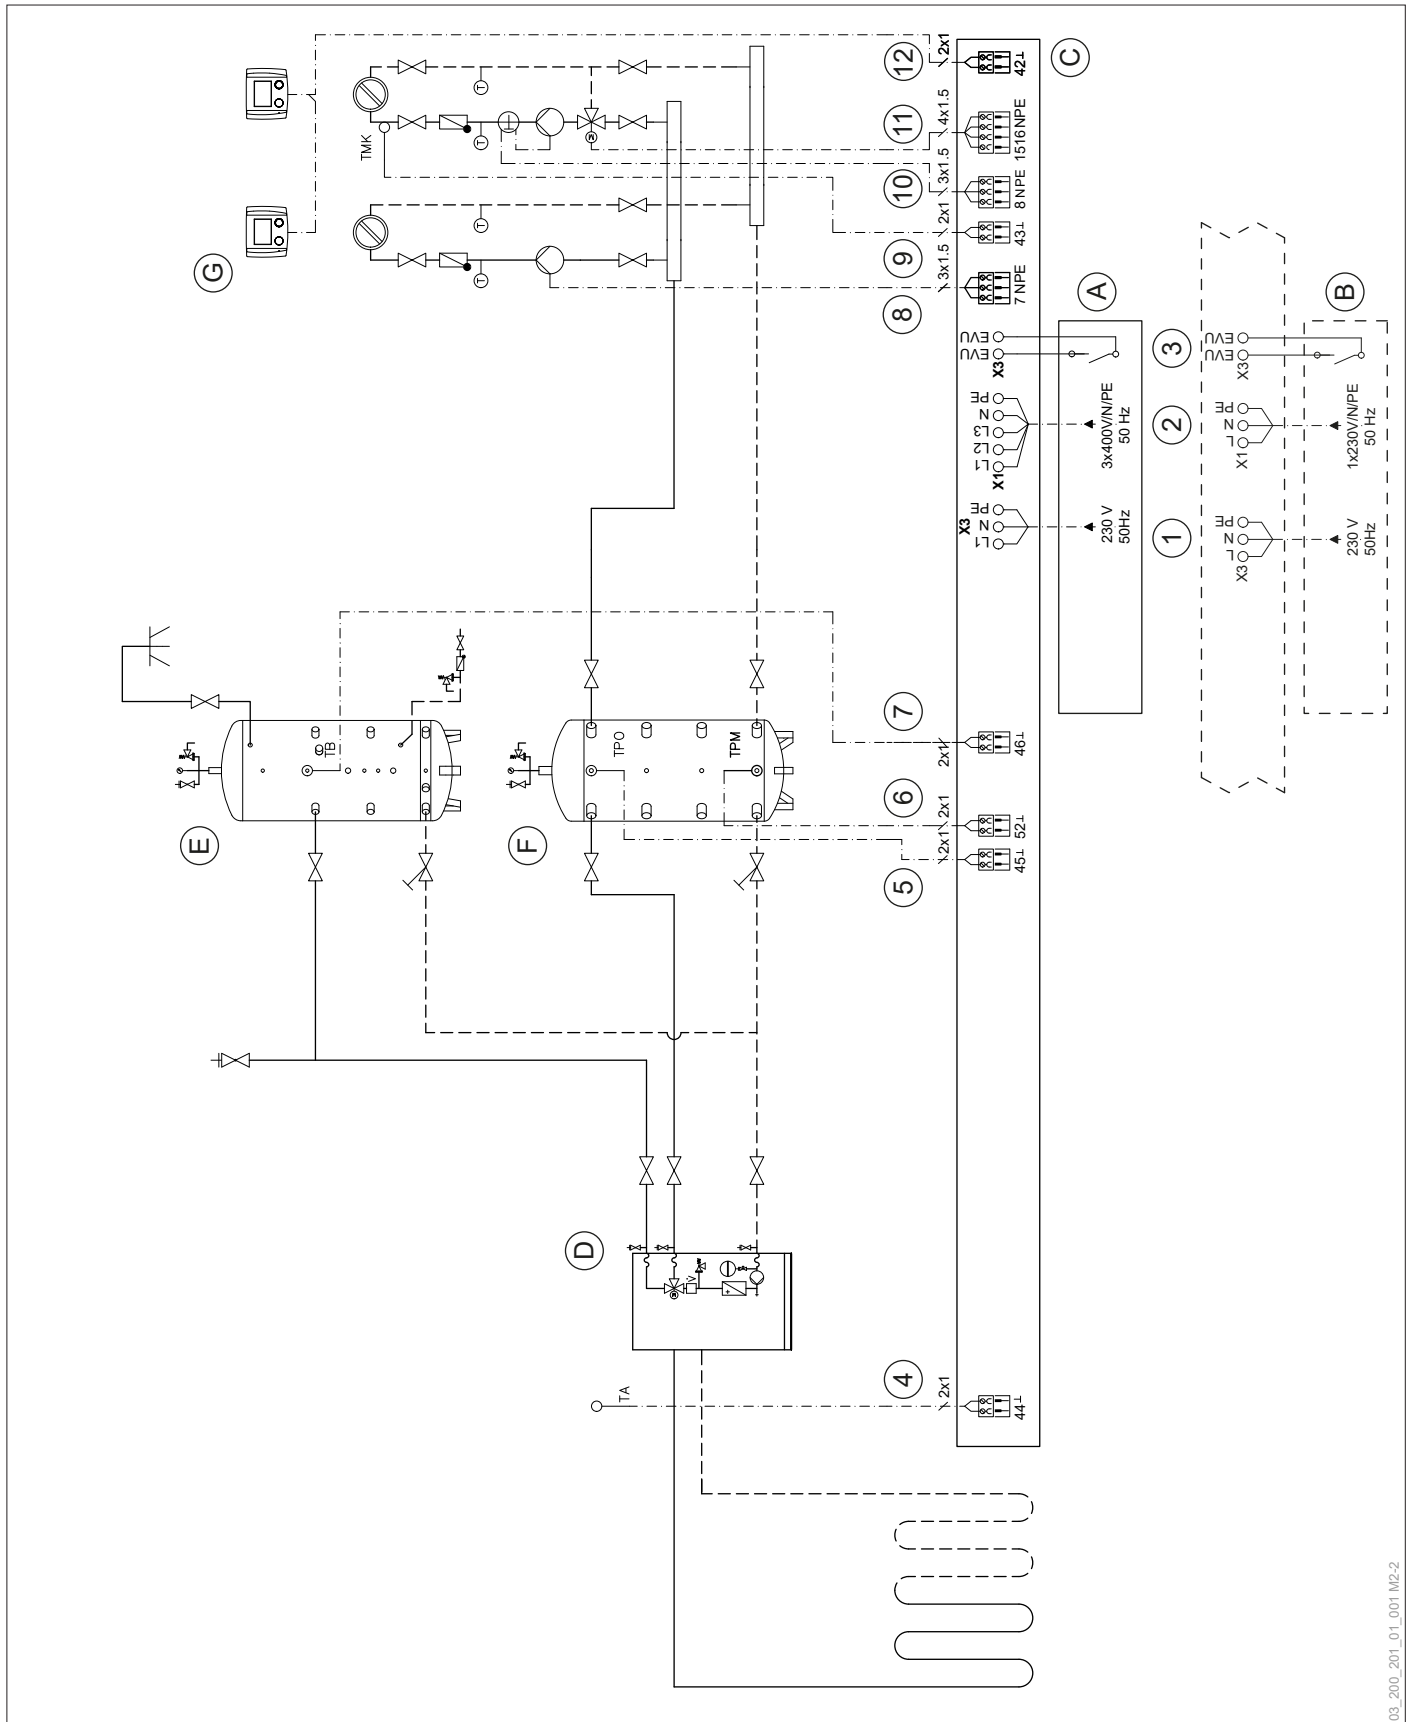 12
2x1
42⊥
C
11
4x1.5
1516 NPE
TMK
10
3x1.5
8 NPE
2x1
43⊥
G
9
3x1.5
7 NPE
8
T
T
T
T
M
A
B
EVU
EVU
X3
3
EVU
EVU
X3
PE
N
L3
L2
L1
X1
3x400V/N/PE
50 Hz
2
PE
N
L
X1
1x230V/N/PE
50 Hz
X3
PE
N
L1
230 V
50Hz
1
PE
N
L
X3
230 V
50Hz
TB
TPO
TPM
7
2x1
46⊥
E
F
6
2x1
52⊥
2x1
45⊥
5
D
M
V̇
+
TA
4
2x1
44⊥
03_200_201_01_001 M2-2